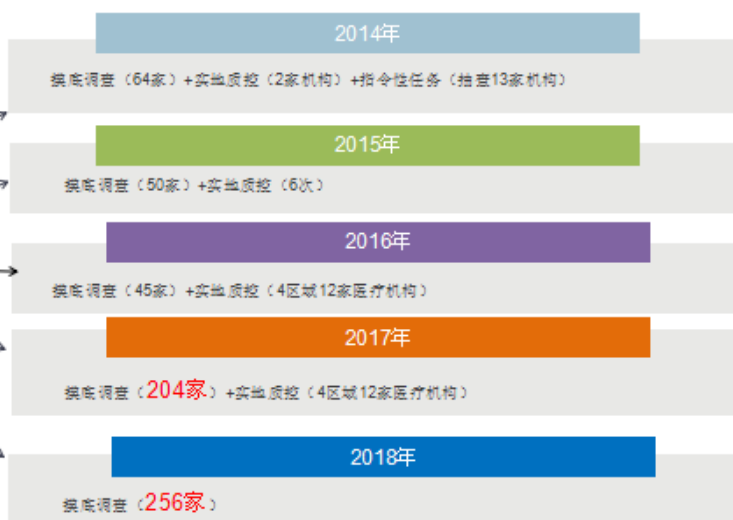 2014年
摸底调查（64家）+实地质控（2家机构）+指令性任务（抽查13家机构）
2015年
摸底调查（50家）+实地质控（6次）
2016年
摸底调查（45家）+实地质控（4区域12家医疗机构）
2017年
摸底调查（204家）+实地质控（4区域12家医疗机构）
2018年
摸底调查（256家）